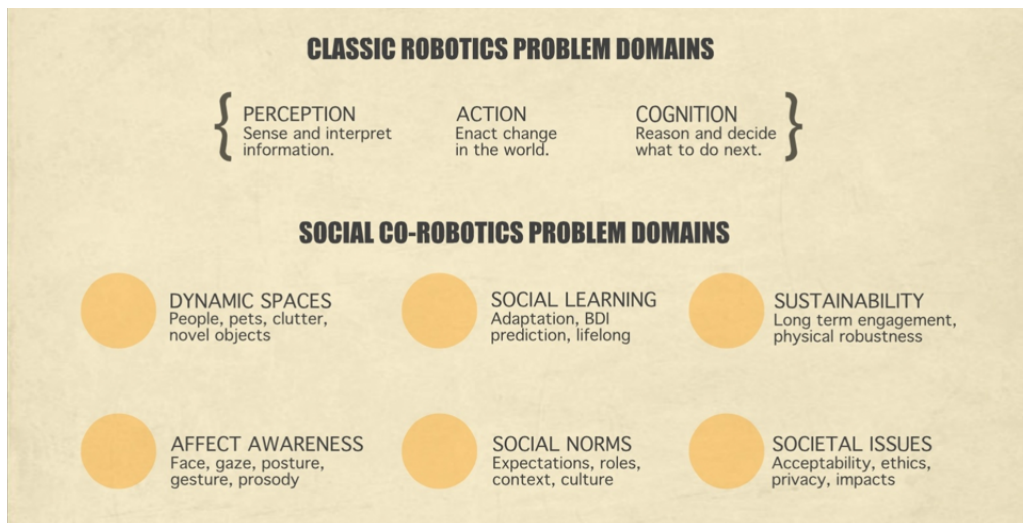 CLASSIC ROBOTICS PROBLEM DOMAINS
{ PERCEPTION
Sense and interpret
information.
ACTION
Enact change
in the world.
COGNITION
Reason and decide
what to do next. }
SOCIAL CO-ROBOTICS PROBLEM DOMAINS
DYNAMIC SPACES
People, pets, clutter,
novel objects
SOCIAL LEARNING
Adaptation, BDI
prediction, lifelong
SUSTAINABILITY
Long term engagement,
physical robustness
AFFECT AWARENESS
Face, gaze, posture,
gesture, prosody
SOCIAL NORMS
Expectations, roles,
context, culture
SOCIETAL ISSUES
Acceptability, ethics,
privacy, impacts